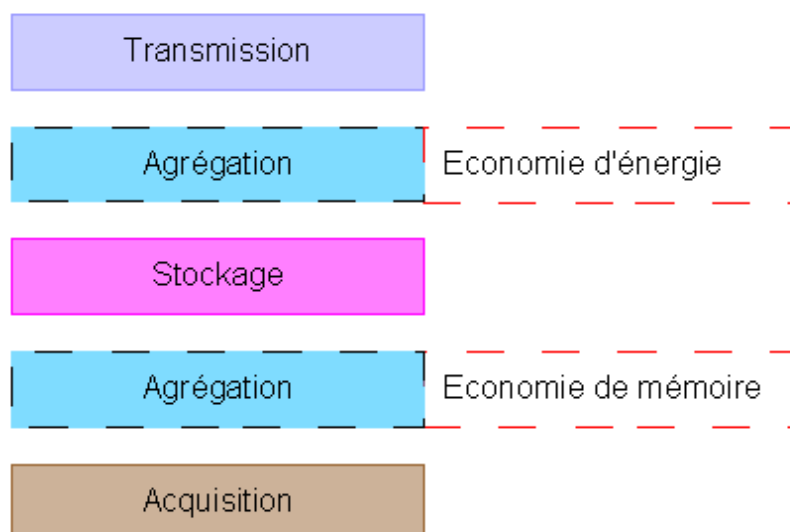 Transmission
Agrégation
Economie d'énergie
Stockage
Agrégation
Economie de mémoire
Acquisition